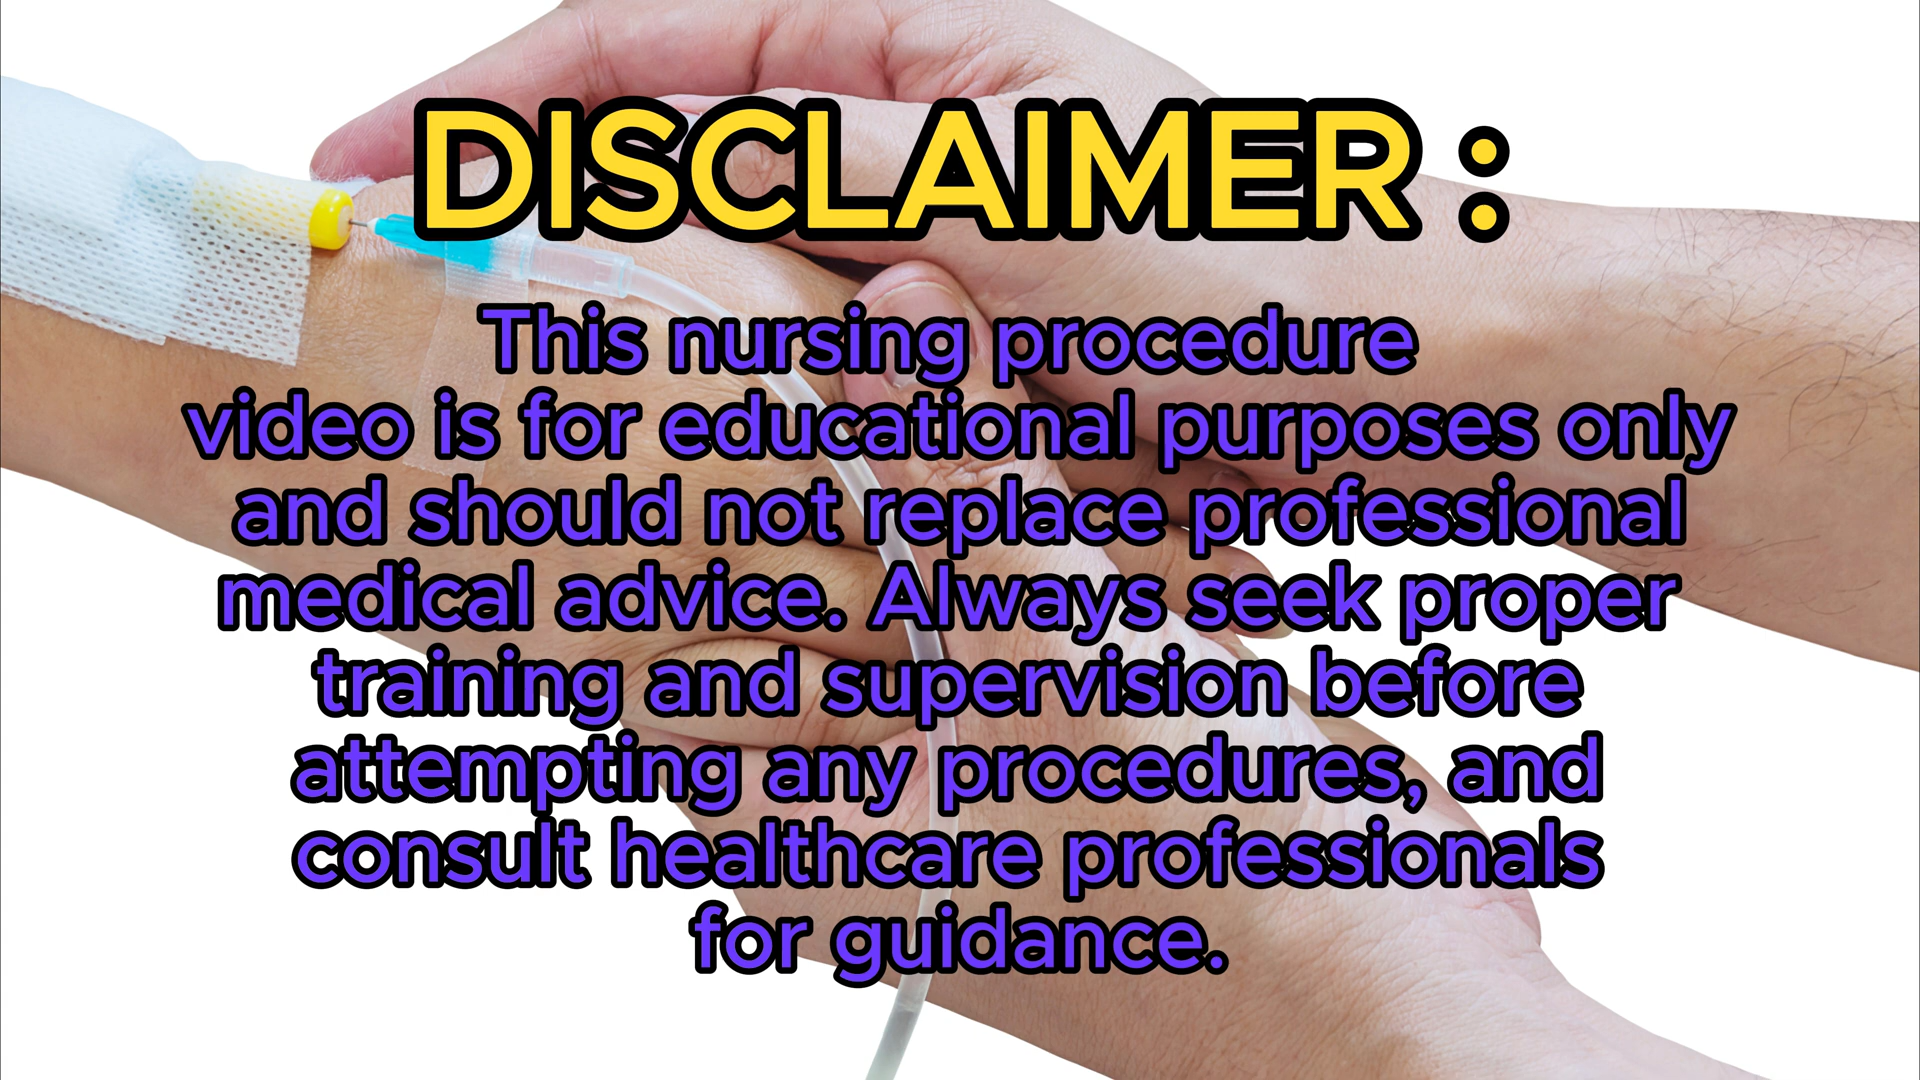 DISCLAIMER :
This nursing procedure
video is for educational purposes only
and should not replace professional
medical advice. Always seek proper
training and supervision before
attempting any procedures, and
consult healthcare professionals
for guidance.